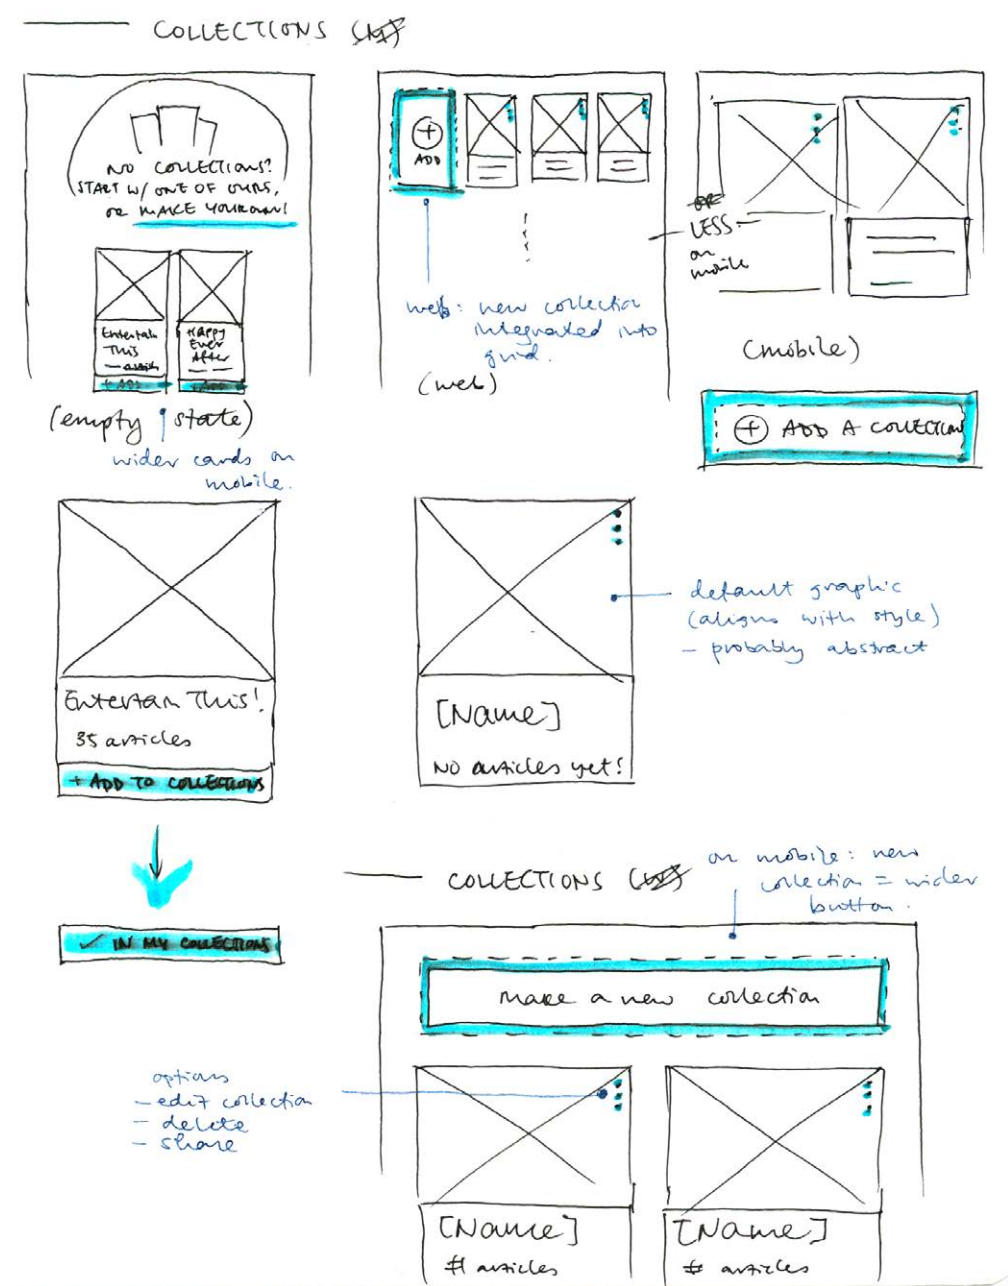 COLLECTIONS
NO COLLECTIONS?
START W/ ONE OF OURS,
or MAKE YOUR OWN!
Entertain
This
HAPPY
Ever
After
+ ADD
+ ADD
(empty state)
wider cards on
mobile.
+
ADD
web: new collection
integrated into
grid.
(web)
LESS
on
mobile
(mobile)
+ ADD A COLLECTION
Entertain This!
35 articles
+ ADD TO COLLECTIONS
✓ IN MY COLLECTIONS
[Name]
NO articles yet!
default graphic
(aligns with style)
- probably abstract
COLLECTIONS
on mobile: new
collection = wider
button.
make a new collection
options
- edit collection
- delete
- share
[Name]
# articles
[Name]
# articles